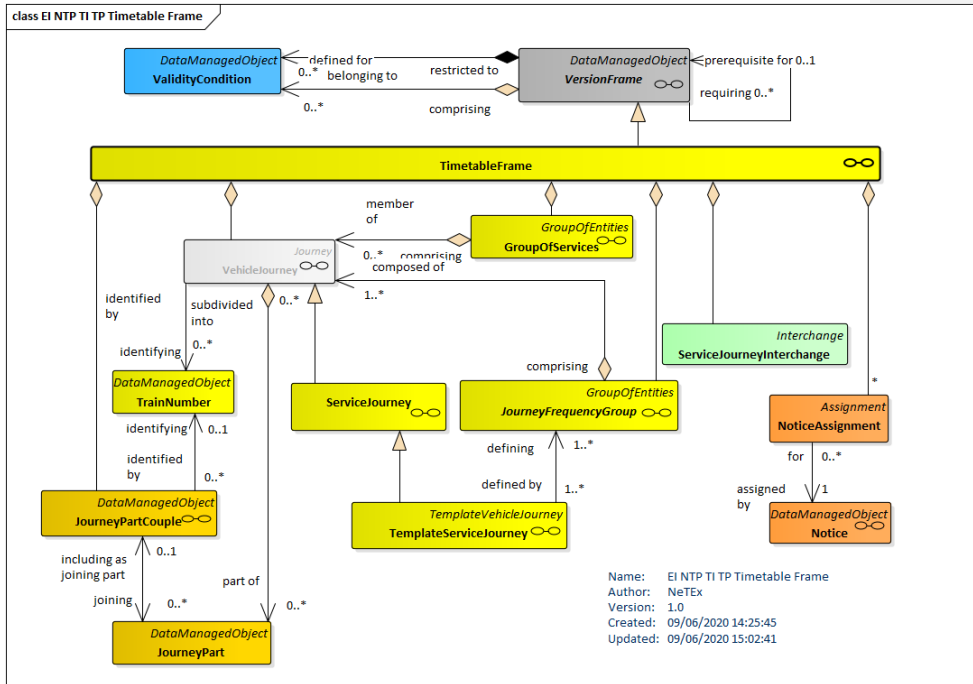 class EI NTP TI TP Timetable Frame
DataManagedObject
ValidityCondition
defined for
0..*
belonging to
restricted to
0..*
comprising
DataManagedObject
VersionFrame
prerequisite for 0..1
requiring 0..*
TimetableFrame
member
of
0..*
comprising
GroupOfEntities
GroupOfServices
Journey
VehicleJourney
composed of
1..*
identified
by
subdivided
into
0..*
0..*
identifying
Interchange
ServiceJourneyInterchange
comprising
DataManagedObject
TrainNumber
ServiceJourney
GroupOfEntities
JourneyFrequencyGroup
*
Assignment
NoticeAssignment
identifying
0..1
defining
1..*
for
0..*
identified
by
0..*
defined by
1..*
assigned
by
1
DataManagedObject
JourneyPartCouple
TemplateVehicleJourney
TemplateServiceJourney
DataManagedObject
Notice
including as
joining part
0..1
joining
0..*
part of
0..*
DataManagedObject
JourneyPart
Name: EI NTP TI TP Timetable Frame
Author: NeTEx
Version: 1.0
Created: 09/06/2020 14:25:45
Updated: 09/06/2020 15:02:41